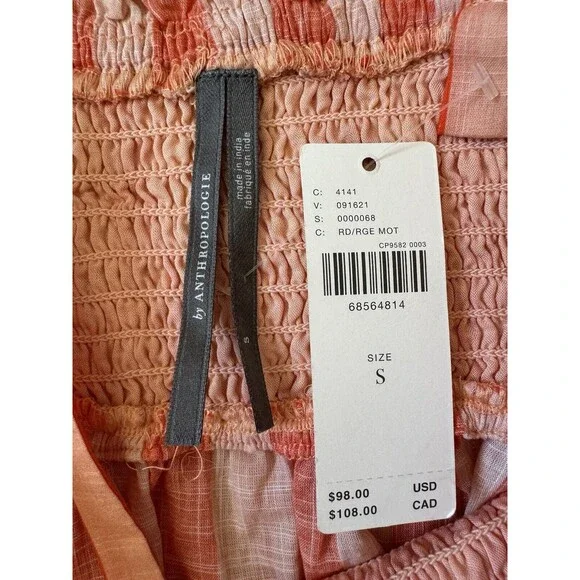 by ANTHROPOLOGIE
made in india
fabriqué en inde
S
C: 4141
V: 091621
S: 0000068
C: RD/RGE MOT
CP9582 0003
68564814
SIZE
S
$98.00 USD
$108.00 CAD